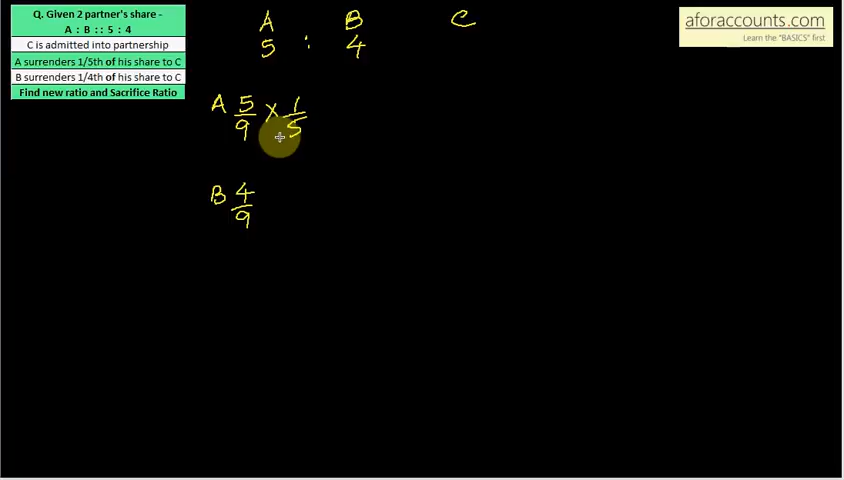 Q. Given 2 partner's share -
A : B :: 5 : 4
C is admitted into partnership
A surrenders 1/5th of his share to C
B surrenders 1/4th of his share to C
Find new ratio and Sacrifice Ratio
A B C
5 : 4
aforaccounts.com
Learn the "BASICS" first
A 5/9 × 1/5
B 4/9